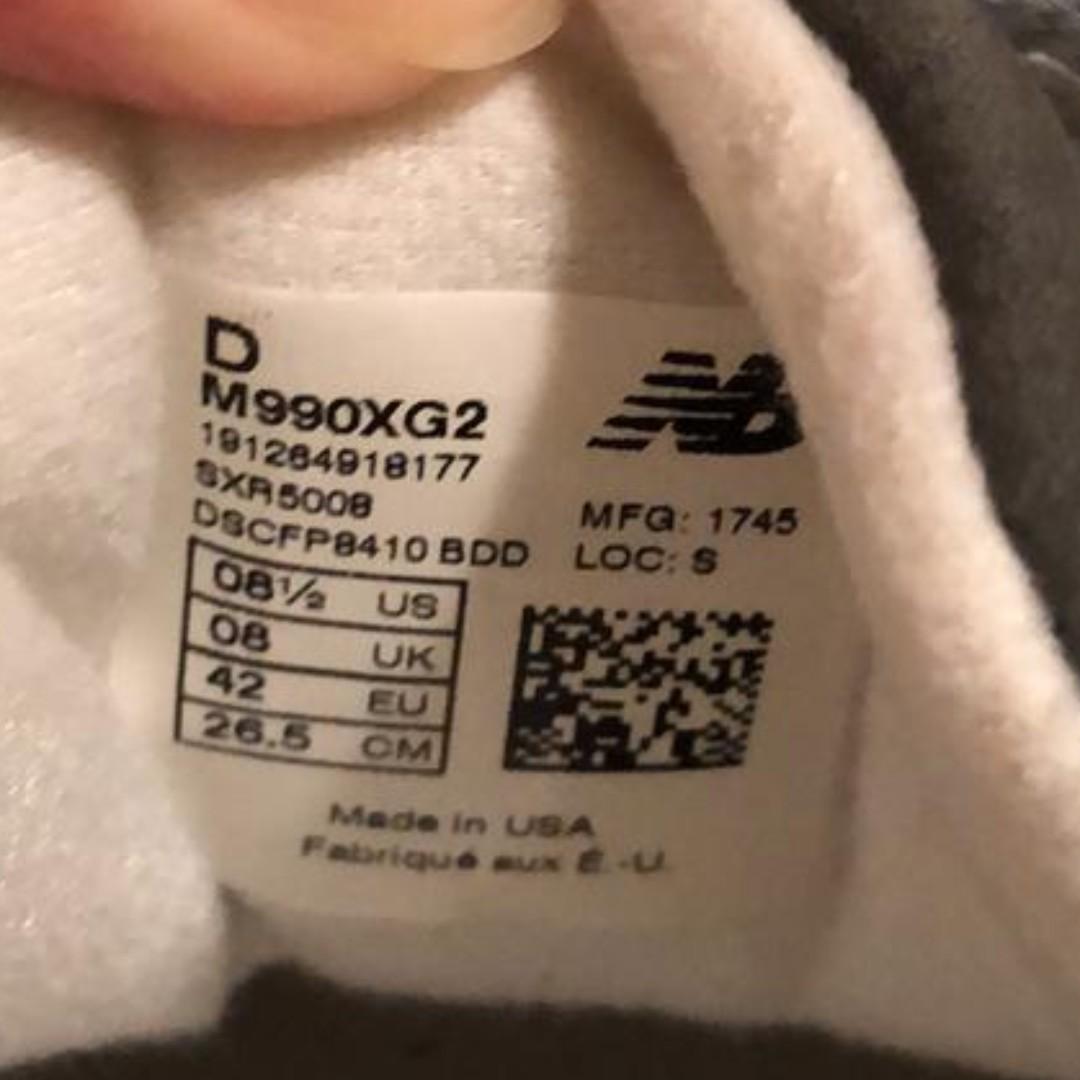 D
M990XG2
191264918177
SXR5008
DSCFP8410 BDD
NB
MFG: 1745
LOC: S
08½ US
08 UK
42 EU
26.5 CM
Made in USA
Fabriqué aux É.-U.